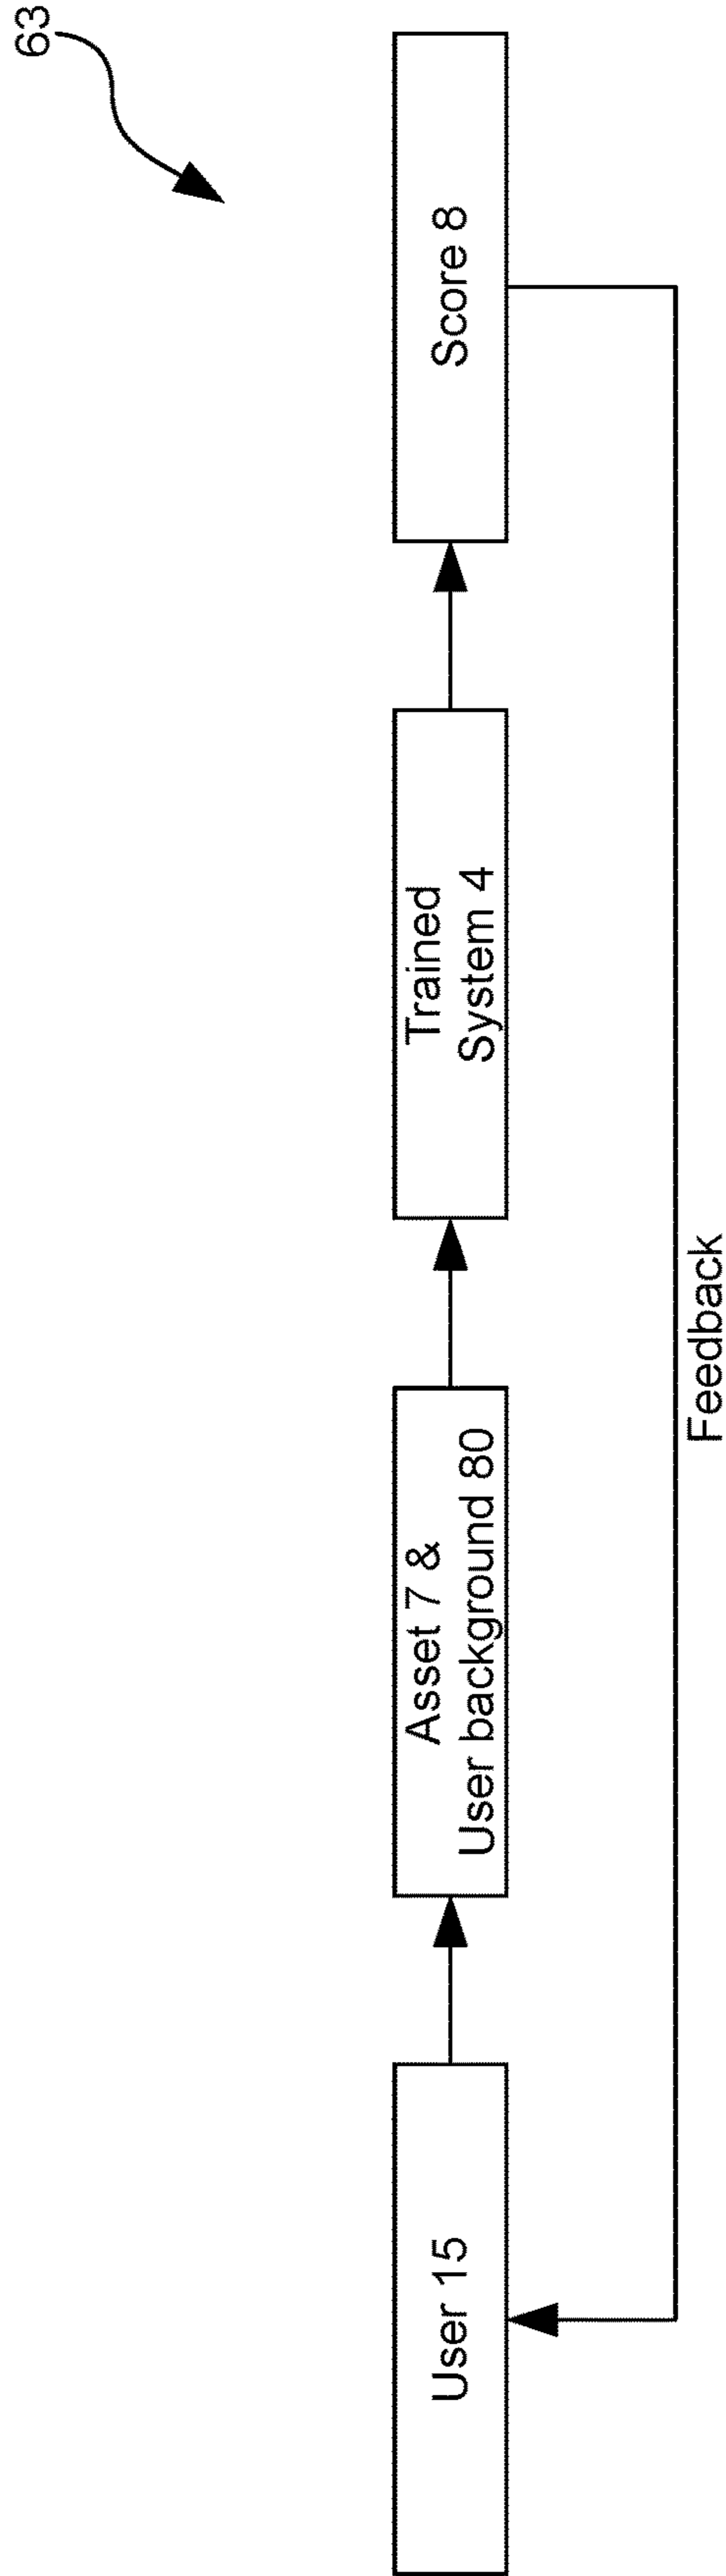 63
User 15
Asset 7 &
User background 80
Trained
System 4
Score 8
Feedback